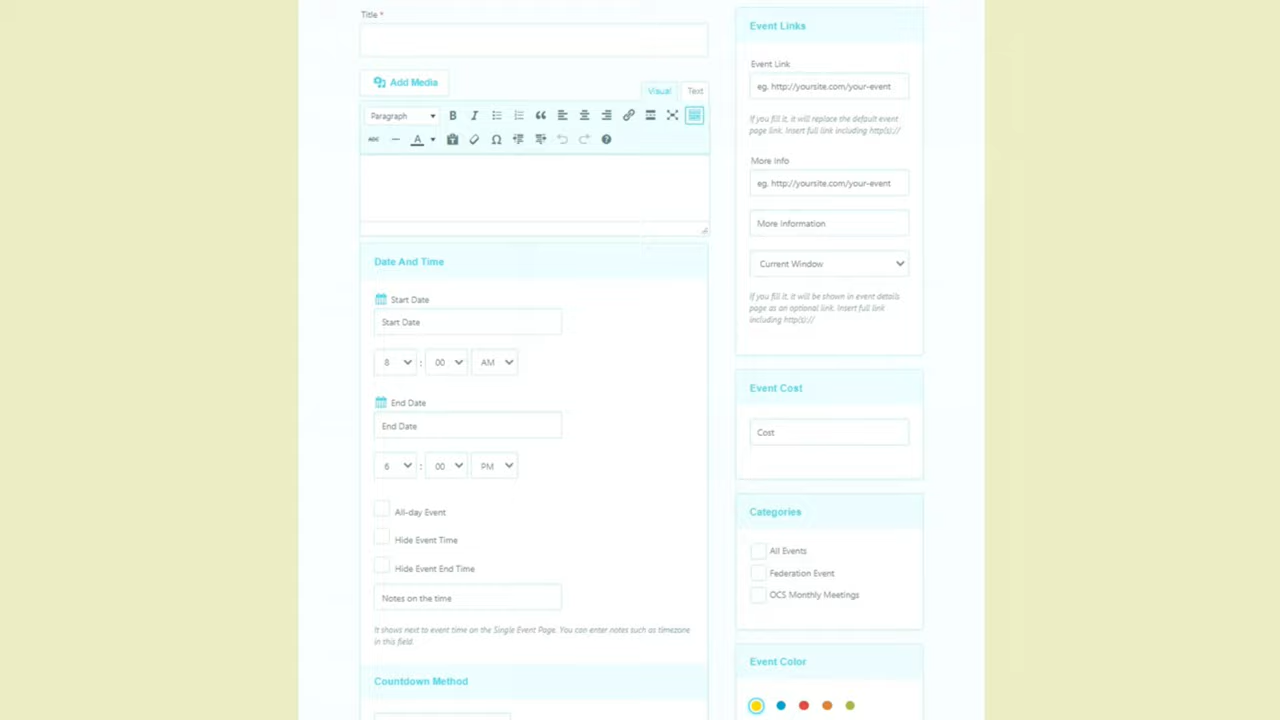 Title *
Add Media
Visual
Text
Paragraph
B
I
ABC
A
Date And Time
Start Date
Start Date
8 : 00 AM
End Date
End Date
6 : 00 PM
All-day Event
Hide Event Time
Hide Event End Time
Notes on the time
It shows next to event time on the Single Event Page. You can enter notes such as timezone
in this field
Countdown Method
Event Links
Event Link
eg. http://yoursite.com/your-event
If you fill it, it will replace the default event
page link. Insert full link including http(s)://
More Info
eg. http://yoursite.com/your-event
More Information
Current Window
If you fill it, it will be shown in event details
page as an optional link. Insert full link
including http(s)://
Event Cost
Cost
Categories
All Events
Federation Event
OCS Monthly Meetings
Event Color